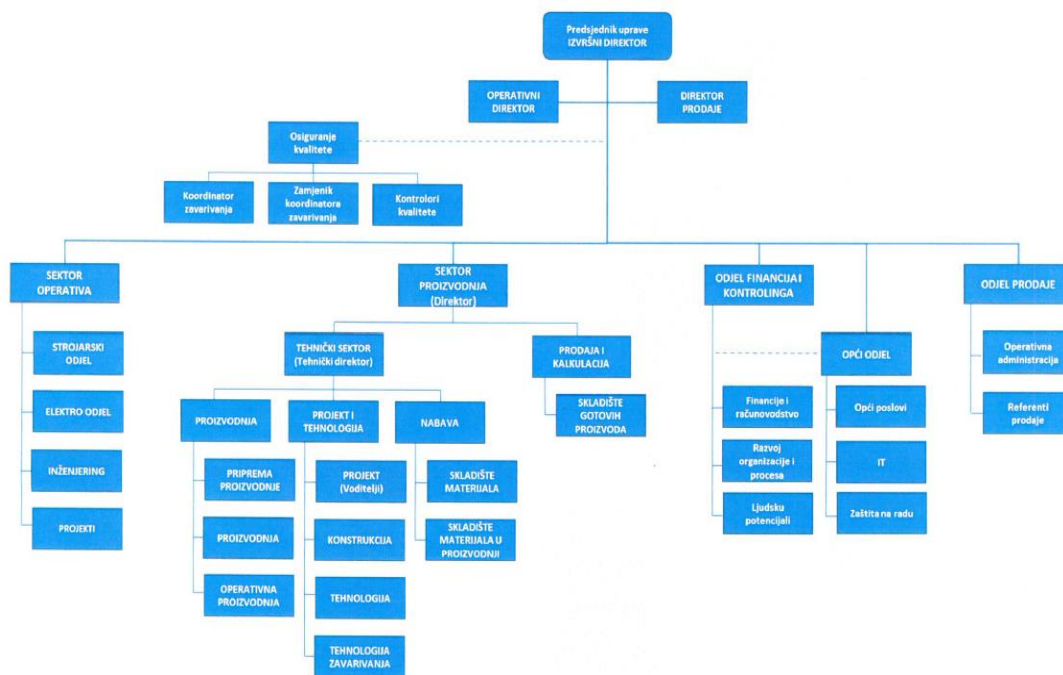 Predsjednik uprave
IZVRŠNI DIREKTOR
OPERATIVNI
DIREKTOR
DIREKTOR
PRODAJE
Osiguranje
kvalitete
Koordinator
zavarivanja
Zamjenik
koordinatora
zavarivanja
Kontrolori
kvalitete
SEKTOR
OPERATIVA
STROJARSKI
ODJEL
ELEKTRO ODJEL
INŽENJERING
PROJEKTI
SEKTOR
PROIZVODNJA
(Direktor)
TEHNIČKI SEKTOR
(Tehnički direktor)
PROIZVODNJA
PRIPREMA
PROIZVODNJE
PROIZVODNJA
OPERATIVNA
PROIZVODNJA
PROJEKT I
TEHNOLOGIJA
PROJEKT
(Voditelji)
KONSTRUKCIJA
TEHNOLOGIJA
TEHNOLOGIJA
ZAVARIVANJA
NABAVA
SKLADIŠTE
MATERIJALA
SKLADIŠTE
MATERIJALA U
PROIZVODNJI
PRODAJA I
KALKULACIJA
SKLADIŠTE
GOTOVIH
PROIZVODA
ODJEL FINANCIJA I
KONTROLINGA
Financije i
računovodstvo
Razvoj
organizacije i
procesa
Ljudsku
potencijali
OPĆI ODJEL
Opći poslovi
IT
Zaštita na radu
ODJEL PRODAJE
Operativna
administracija
Referenti
prodaje